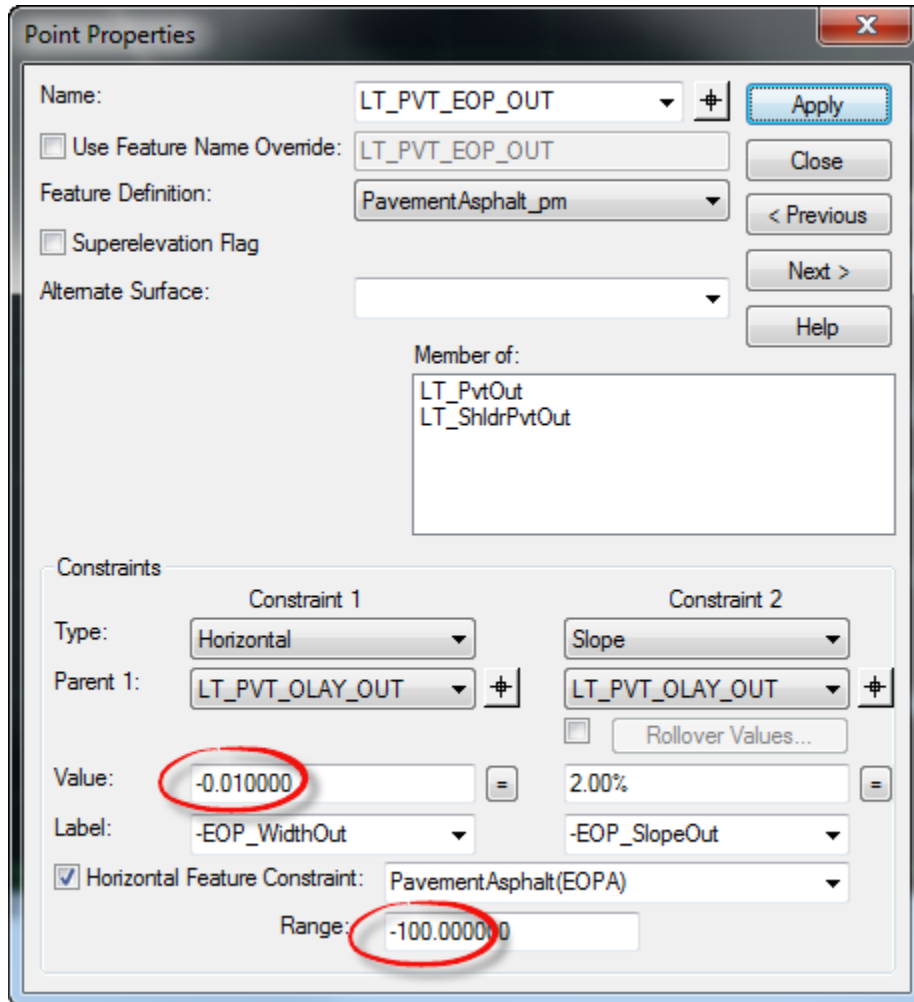 Point Properties
Name:
LT_PVT_EOP_OUT
Apply
Use Feature Name Override:
LT_PVT_EOP_OUT
Close
Feature Definition:
PavementAsphalt_pm
< Previous
Superelevation Flag
Next >
Alternate Surface:
Help
Member of:
LT_PvtOut
LT_ShldrPvtOut
Constraints
Constraint 1
Constraint 2
Type:
Horizontal
Slope
Parent 1:
LT_PVT_OLAY_OUT
LT_PVT_OLAY_OUT
Rollover Values...
Value:
-0.010000
=
2.00%
=
Label:
-EOP_WidthOut
-EOP_SlopeOut
Horizontal Feature Constraint:
PavementAsphalt(EOPA)
Range:
-100.000000